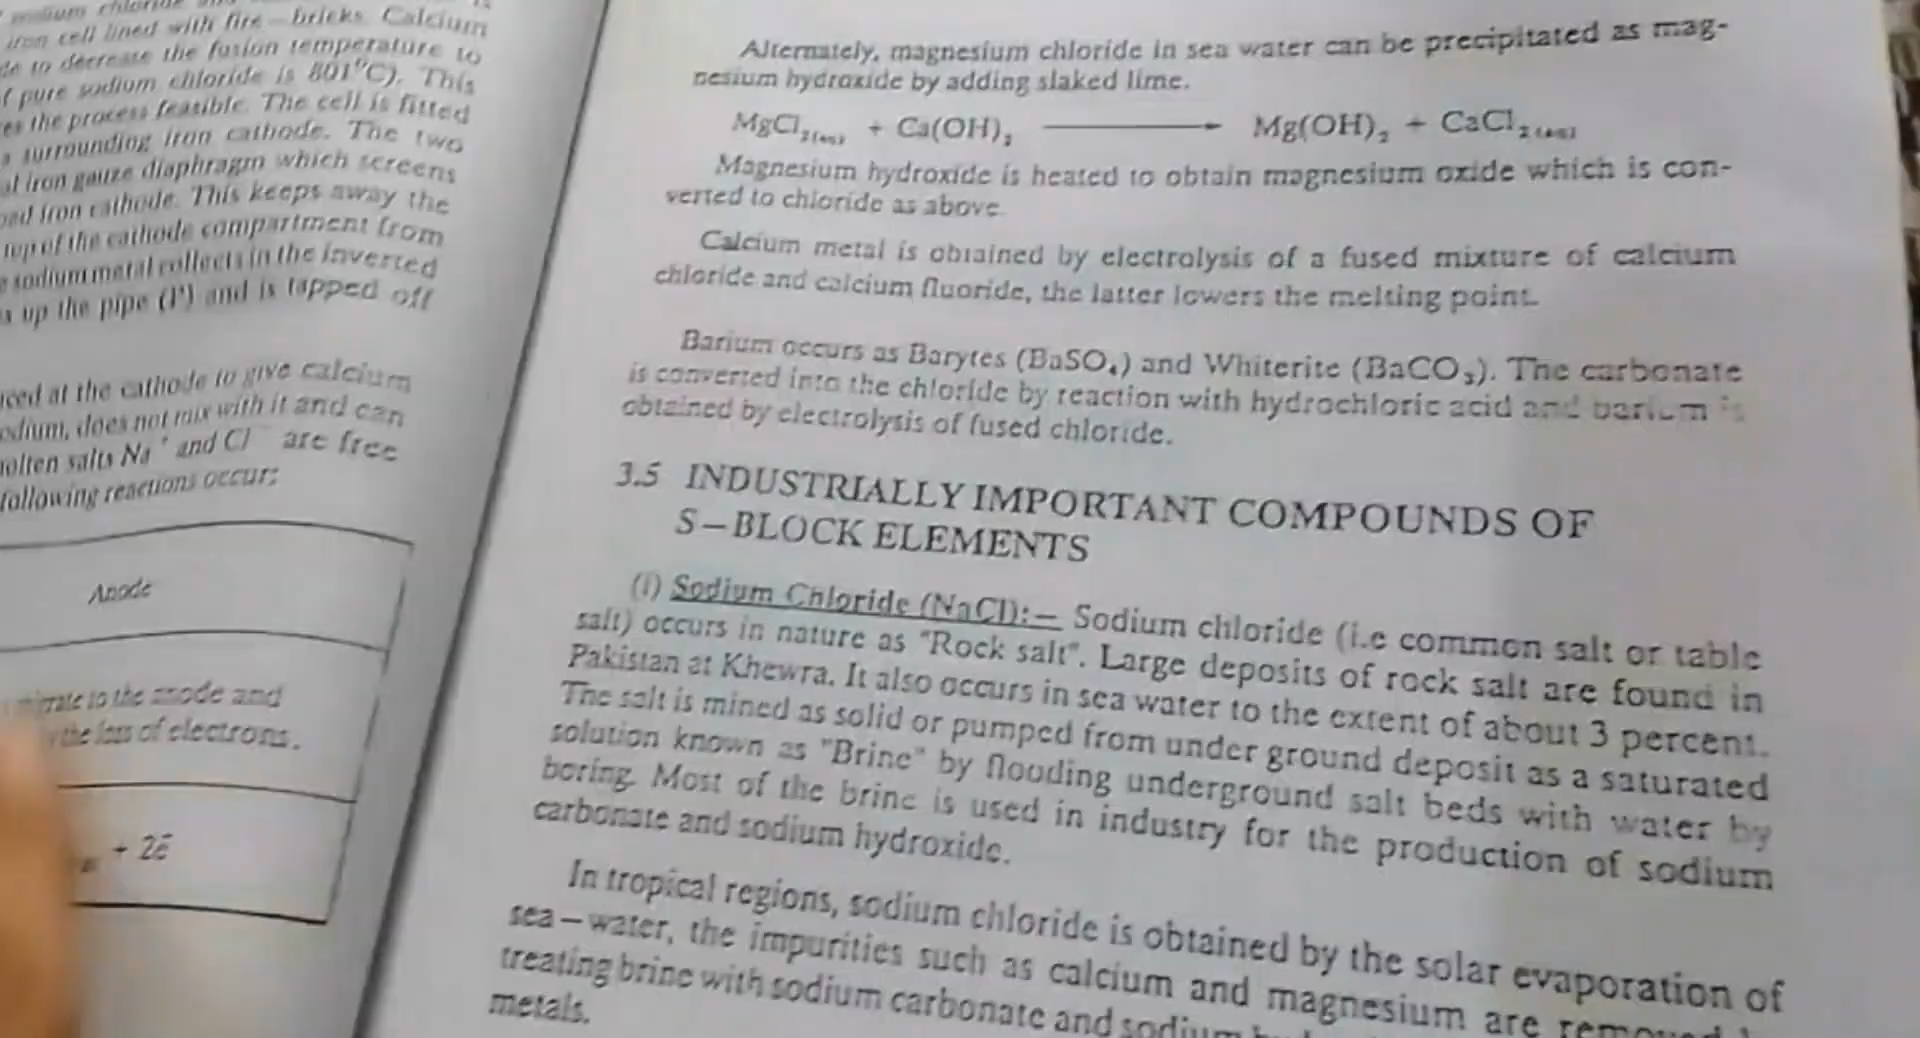 iron cell lined with fire – bricks. Calcium
to decrease the fusion temperature to
pure sodium chloride is 801°C). This
the process feasible. The cell is fitted
surrounding iron cathode. The two
iron gauze diaphragm which screens
iron cathode. This keeps away the
top of the cathode compartment from
sodium metal collects in the inverted
up the pipe (P) and is tapped off
at the cathode to give calcium
does not mix with it and can
salts Na⁺ and Cl⁻ are free
following reactions occur:
Anode
to the anode and
the loss of electrons.
+ 2ē
Alternately, magnesium chloride in sea water can be precipitated as mag-
nesium hydroxide by adding slaked lime.
MgCl₂(aq) + Ca(OH)₂ ⟶ Mg(OH)₂ + CaCl₂(aq)
Magnesium hydroxide is heated to obtain magnesium oxide which is con-
verted to chloride as above.
Calcium metal is obtained by electrolysis of a fused mixture of calcium
chloride and calcium fluoride, the latter lowers the melting point.
Barium occurs as Barytes (BaSO₄) and Whiterite (BaCO₃). The carbonate
is converted into the chloride by reaction with hydrochloric acid and barium is
obtained by electrolysis of fused chloride.
3.5 INDUSTRIALLY IMPORTANT COMPOUNDS OF
S–BLOCK ELEMENTS
(i) Sodium Chloride (NaCl):– Sodium chloride (i.e common salt or table
salt) occurs in nature as "Rock salt". Large deposits of rock salt are found in
Pakistan at Khewra. It also occurs in sea water to the extent of about 3 percent.
The salt is mined as solid or pumped from under ground deposit as a saturated
solution known as "Brine" by flooding underground salt beds with water by
boring. Most of the brine is used in industry for the production of sodium
carbonate and sodium hydroxide.
In tropical regions, sodium chloride is obtained by the solar evaporation of
sea–water, the impurities such as calcium and magnesium are removed
treating brine with sodium carbonate and sodium
metals.